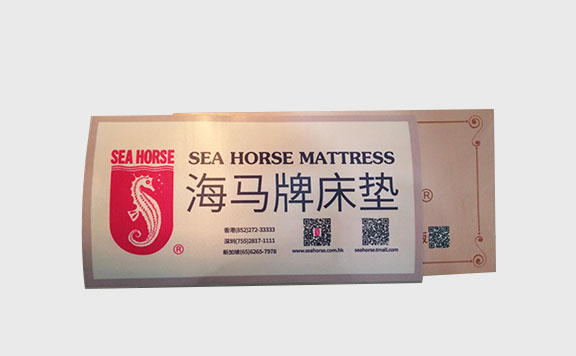 SEA HORSE
SEA HORSE MATTRESS
海马牌床垫
香港(852)272-33333
深圳(755)2817-1111
新加坡(65)6265-7978
www.seahorse.com.hk
seahorse.tmall.com
®
®